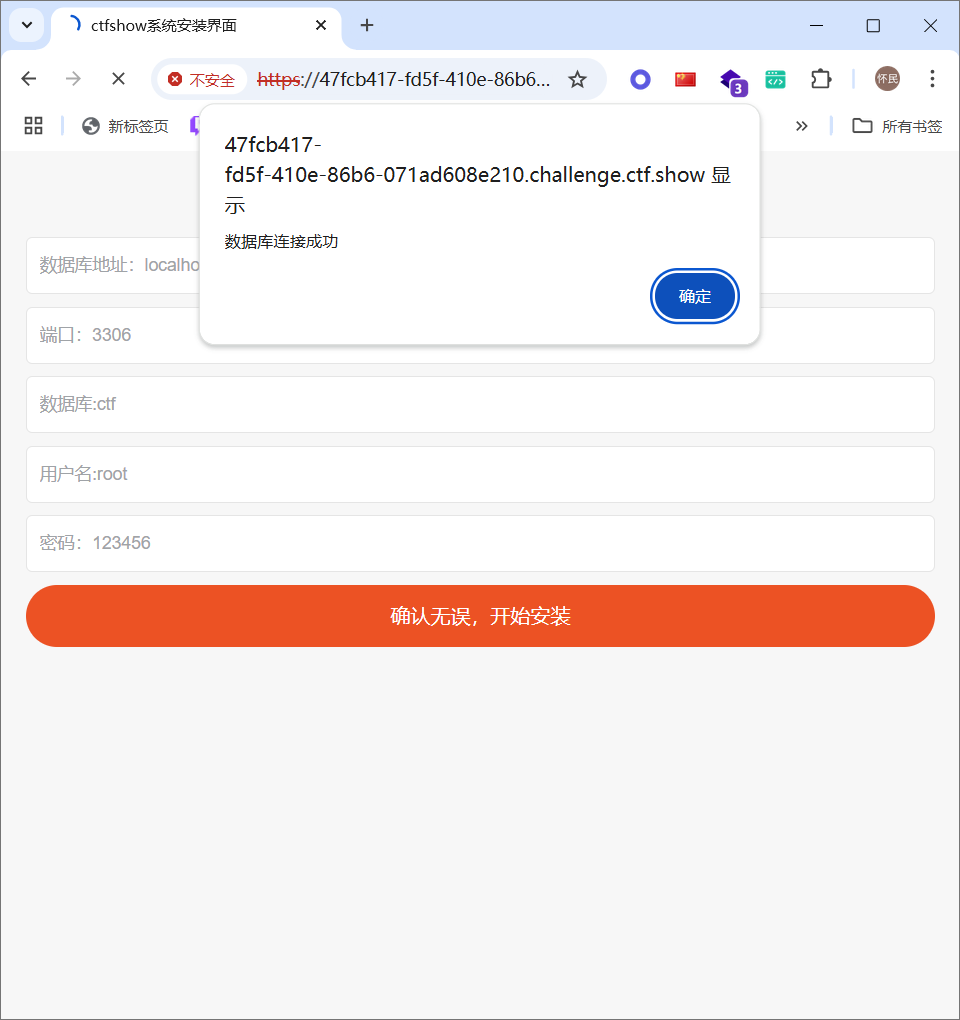 ctfshow系统安装界面
不安全 https://47fcb417-fd5f-410e-86b6...
3
怀民
新标签页
所有书签
47fcb417-
fd5f-410e-86b6-071ad608e210.challenge.ctf.show 显
示
数据库连接成功
确定
数据库地址：localho
端口：3306
数据库:ctf
用户名:root
密码：123456
确认无误，开始安装